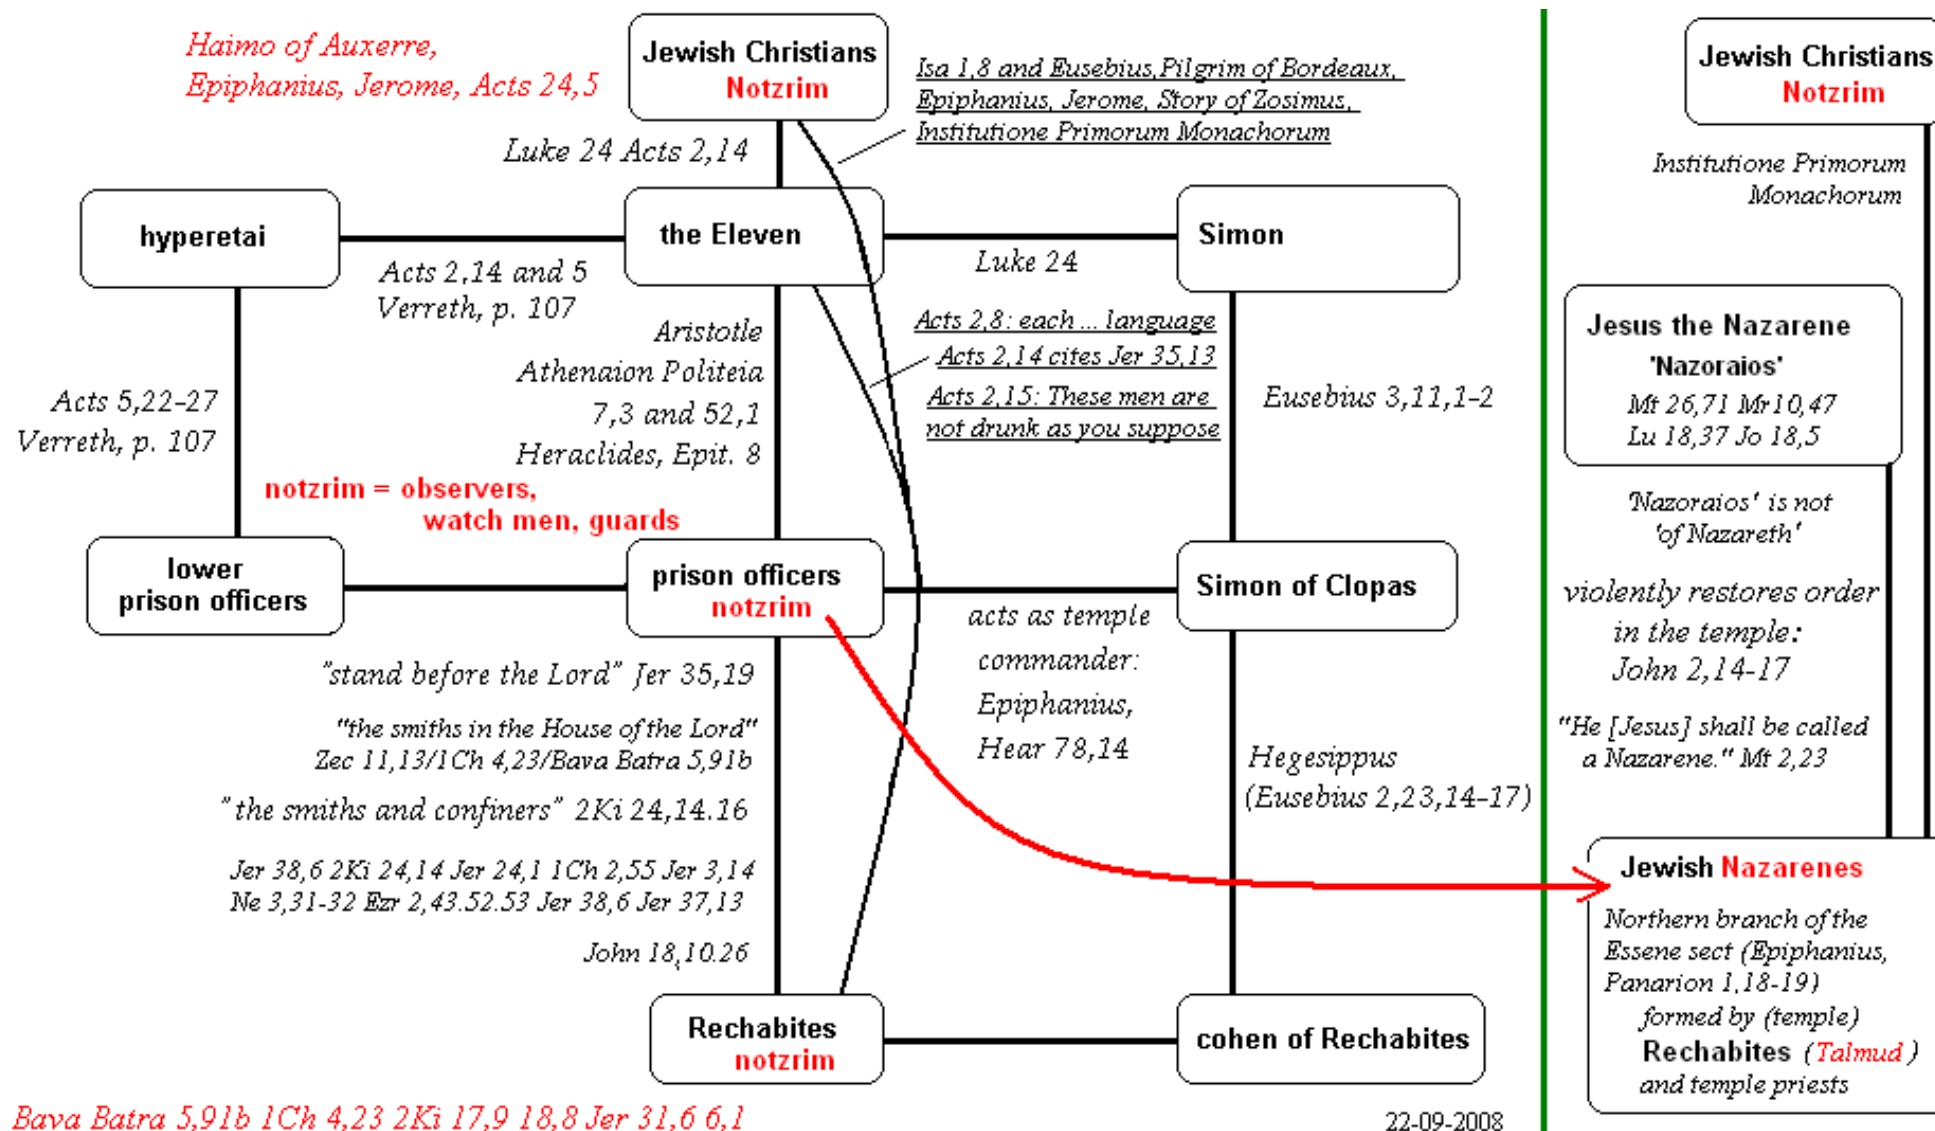 Haimo of Auxerre,
Epiphanius, Jerome, Acts 24,5
Jewish Christians
Notzrim
Isa 1,8 and Eusebius,Pilgrim of Bordeaux,
Epiphanius, Jerome, Story of Zosimus,
Institutione Primorum Monachorum
Luke 24 Acts 2,14
hyperetai
the Eleven
Simon
Acts 2,14 and 5
Verreth, p. 107
Luke 24
Aristotle
Athenaion Politeia
7,3 and 52,1
Heraclides, Epit. 8
Acts 2,8: each ... language
Acts 2,14 cites Jer 35,13
Acts 2,15: These men are
not drunk as you suppose
Eusebius 3,11,1-2
Acts 5,22-27
Verreth, p. 107
notzrim = observers,
watch men, guards
lower
prison officers
prison officers
notzrim
Simon of Clopas
acts as temple
commander:
Epiphanius,
Hear 78,14
"stand before the Lord" Jer 35,19
"the smiths in the House of the Lord"
Zec 11,13/1Ch 4,23/Bava Batra 5,91b
"the smiths and confiners" 2Ki 24,14.16
Jer 38,6 2Ki 24,14 Jer 24,1 1Ch 2,55 Jer 3,14
Ne 3,31-32 Ezr 2,43.52.53 Jer 38,6 Jer 37,13
John 18,10.26
Hegesippus
(Eusebius 2,23,14-17)
Rechabites
notzrim
cohen of Rechabites
Bava Batra 5,91b 1Ch 4,23 2Ki 17,9 18,8 Jer 31,6 6,1
22-09-2008
Jewish Christians
Notzrim
Institutione Primorum
Monachorum
Jesus the Nazarene
'Nazoraios'
Mt 26,71 Mr 10,47
Lu 18,37 Jo 18,5
'Nazoraios' is not
'of Nazareth'
violently restores order
in the temple:
John 2,14-17
"He [Jesus] shall be called
a Nazarene." Mt 2,23
Jewish Nazarenes
Northern branch of the
Essene sect (Epiphanius,
Panarion 1,18-19)
formed by (temple)
Rechabites (Talmud)
and temple priests